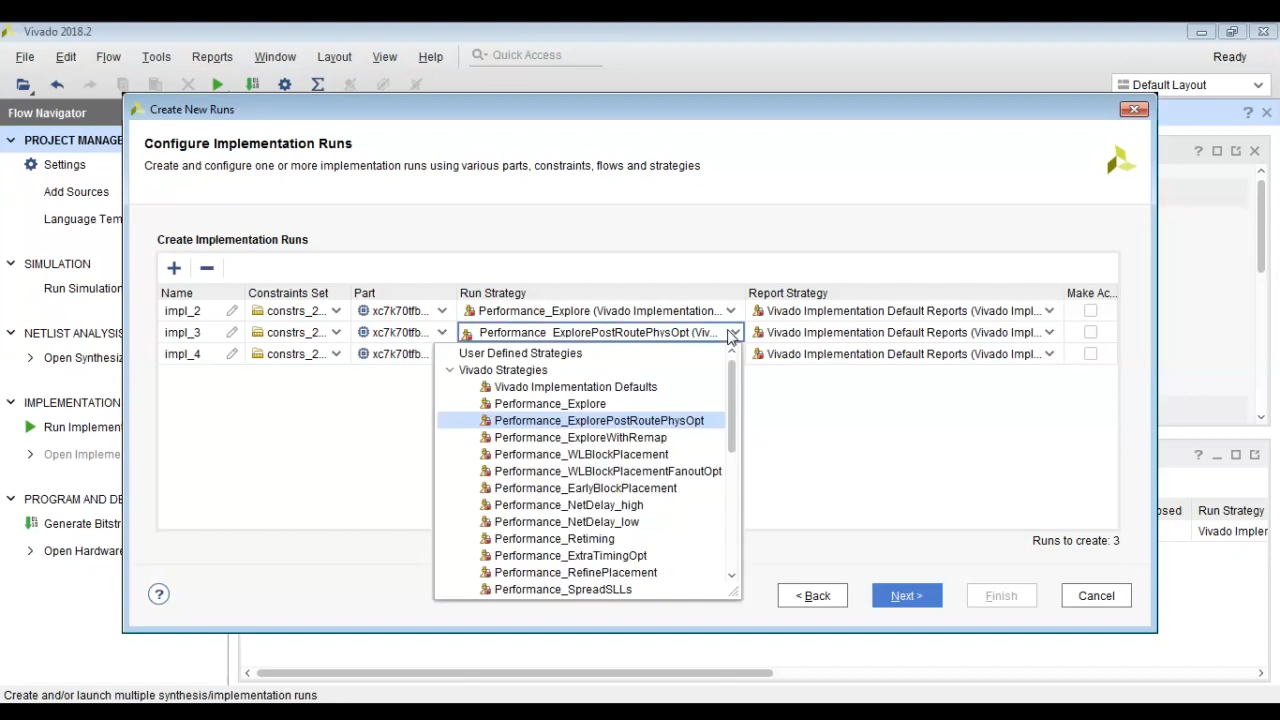 Vivado 2018.2
File Edit Flow Tools Reports Window Layout View Help Quick Access Ready
Default Layout
Flow Navigator
PROJECT MANAGE
Settings
Add Sources
Language Tem
SIMULATION
Run Simulation
NETLIST ANALYSIS
Open Synthesiz
IMPLEMENTATION
Run Implement
Open Impleme
PROGRAM AND DE
Generate Bitstr
Open Hardware
Create New Runs
Configure Implementation Runs
Create and configure one or more implementation runs using various parts, constraints, flows and strategies
Create Implementation Runs
Name Constraints Set Part Run Strategy Report Strategy Make Ac...
impl_2 constrs_2... xc7k70tfb... Performance_Explore (Vivado Implementation... Vivado Implementation Default Reports (Vivado Impl...
impl_3 constrs_2... xc7k70tfb... Performance_ExplorePostRoutePhysOpt (Viv... Vivado Implementation Default Reports (Vivado Impl...
impl_4 constrs_2... xc7k70tfb... Vivado Implementation Default Reports (Vivado Impl...
User Defined Strategies
Vivado Strategies
Vivado Implementation Defaults
Performance_Explore
Performance_ExplorePostRoutePhysOpt
Performance_ExploreWithRemap
Performance_WLBlockPlacement
Performance_WLBlockPlacementFanoutOpt
Performance_EarlyBlockPlacement
Performance_NetDelay_high
Performance_NetDelay_low
Performance_Retiming
Performance_ExtraTimingOpt
Performance_RefinePlacement
Performance_SpreadSLLs
Runs to create: 3
< Back Next > Finish Cancel
osed Run Strategy
Vivado Impler
Create and/or launch multiple synthesis/implementation runs